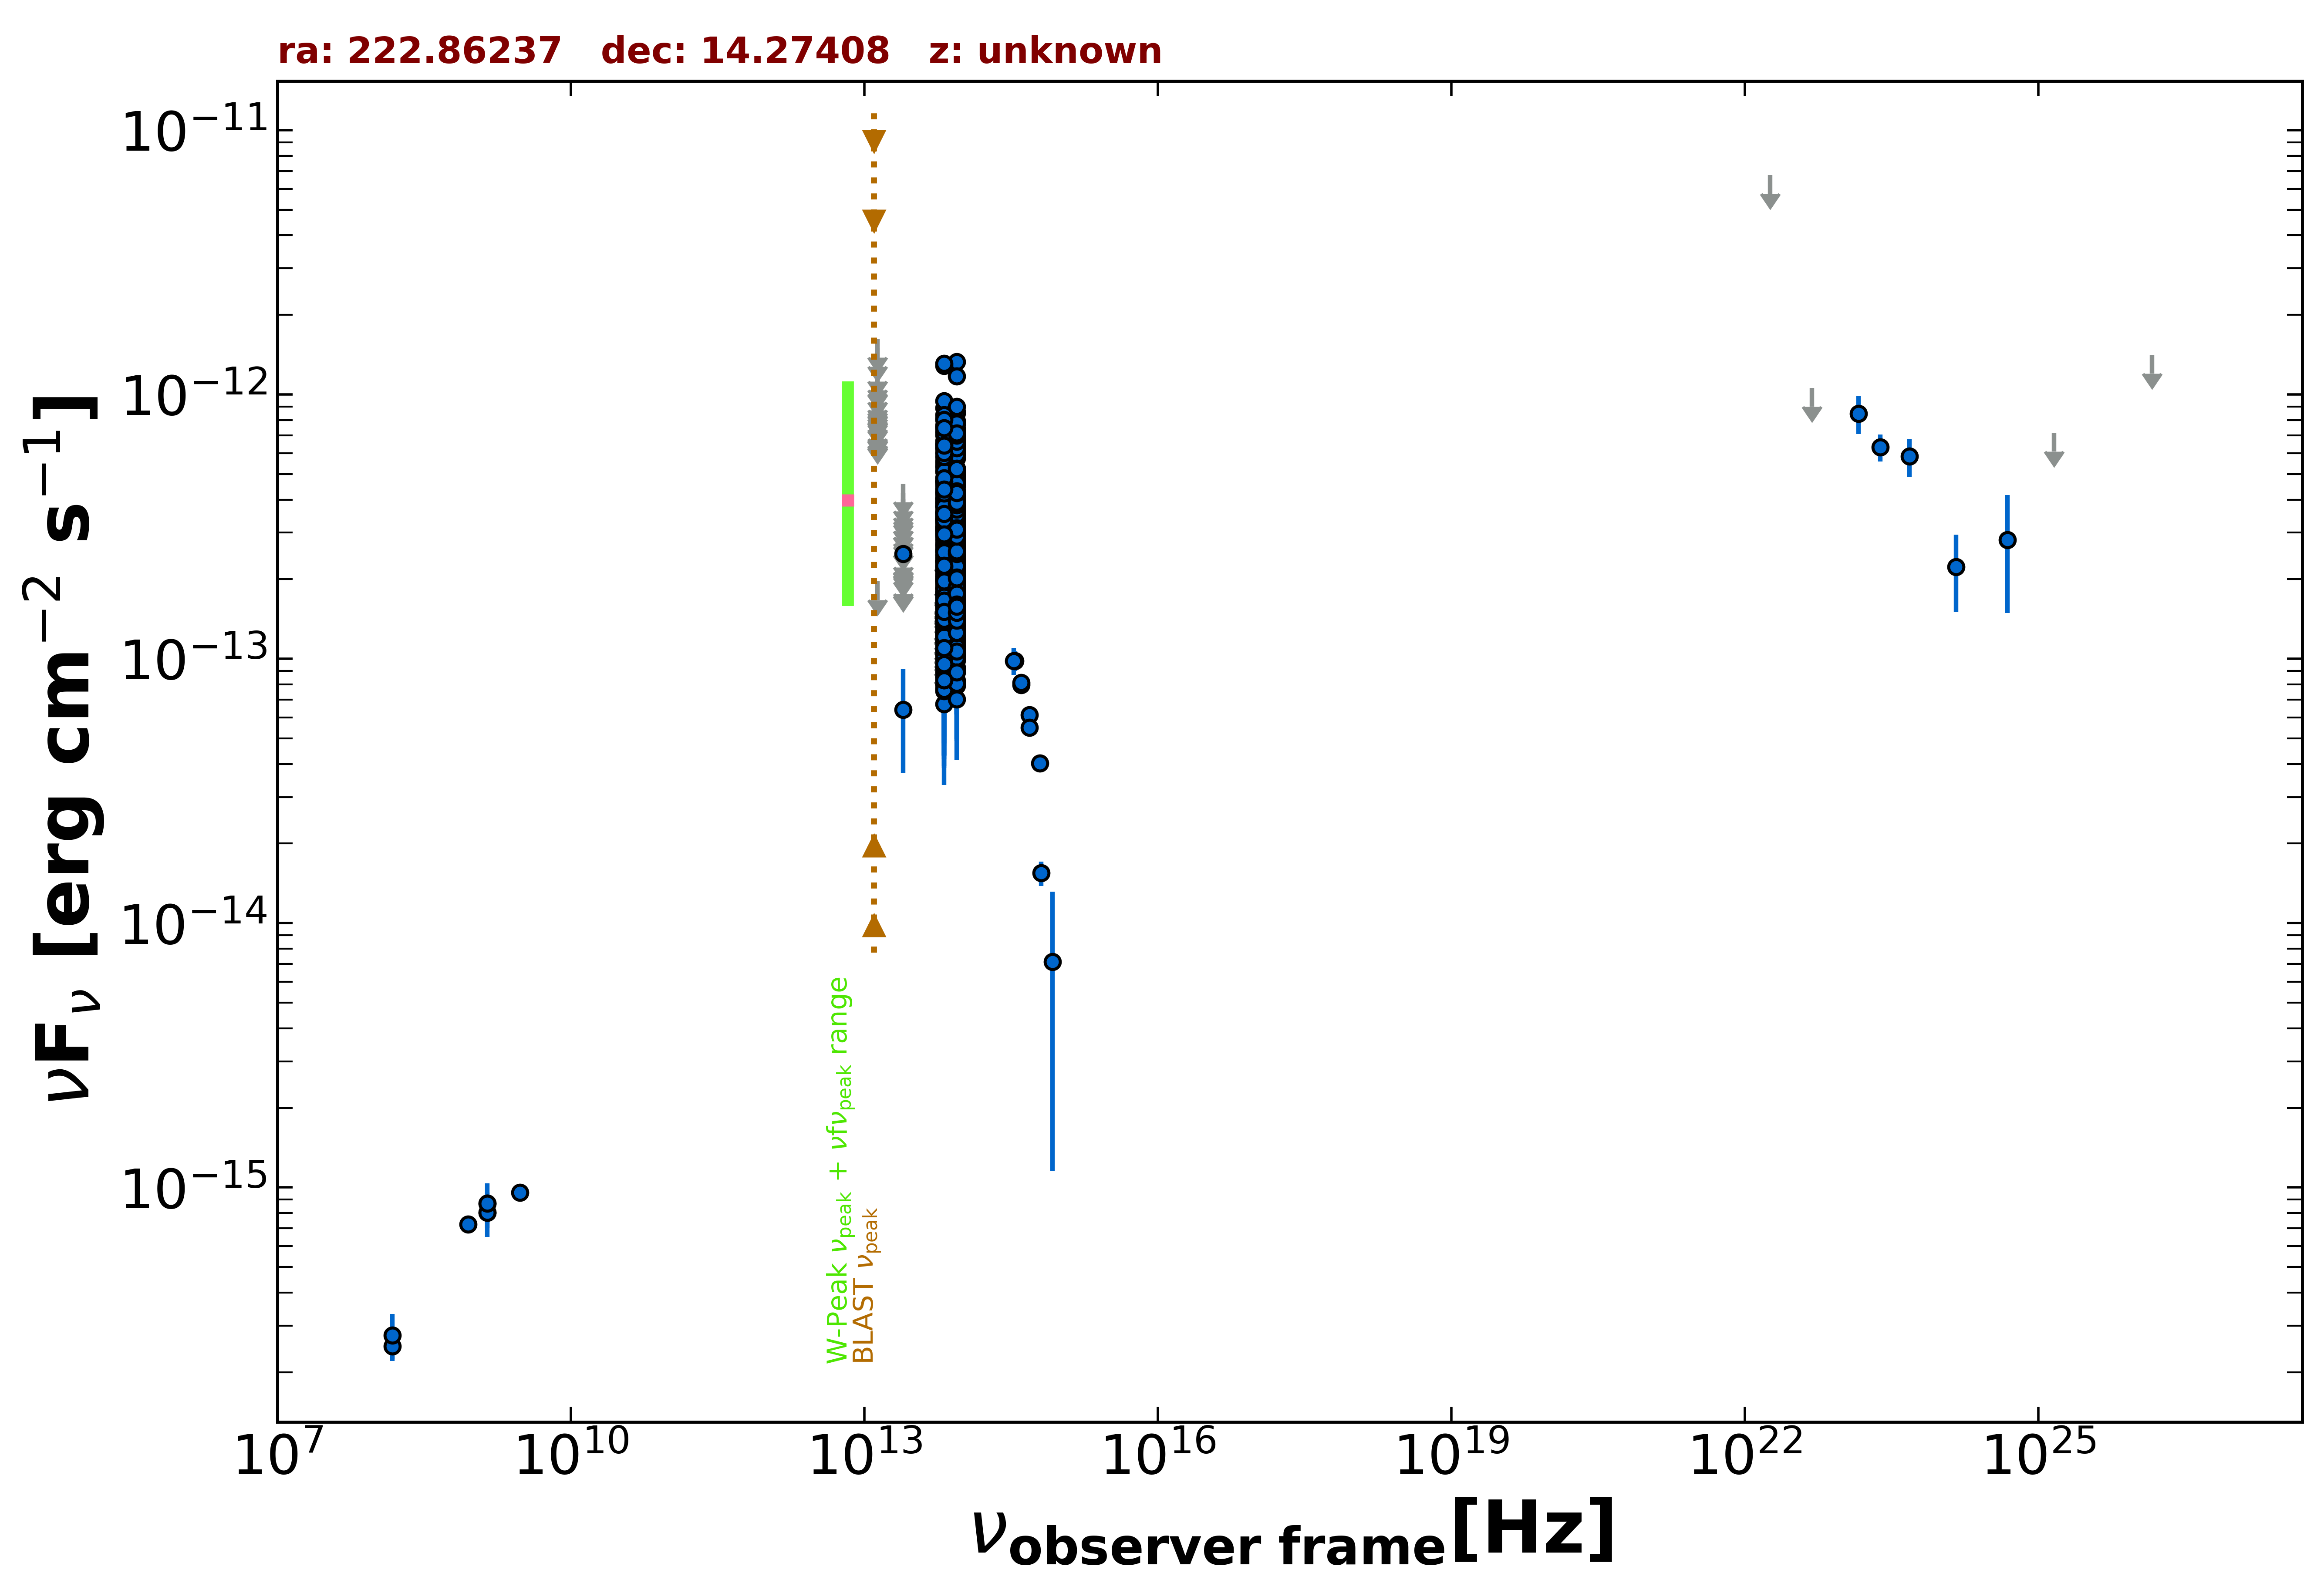 ra: 222.86237   dec: 14.27408   z: unknown
10^−11
10^−12
10^−13
10^−14
10^−15
νF_ν [erg cm^−2 s^−1]
W-Peak ν_peak + νfν_peak range
BLAST ν_peak
10^7 10^10 10^13 10^16 10^19 10^22 10^25
ν_observer frame[Hz]